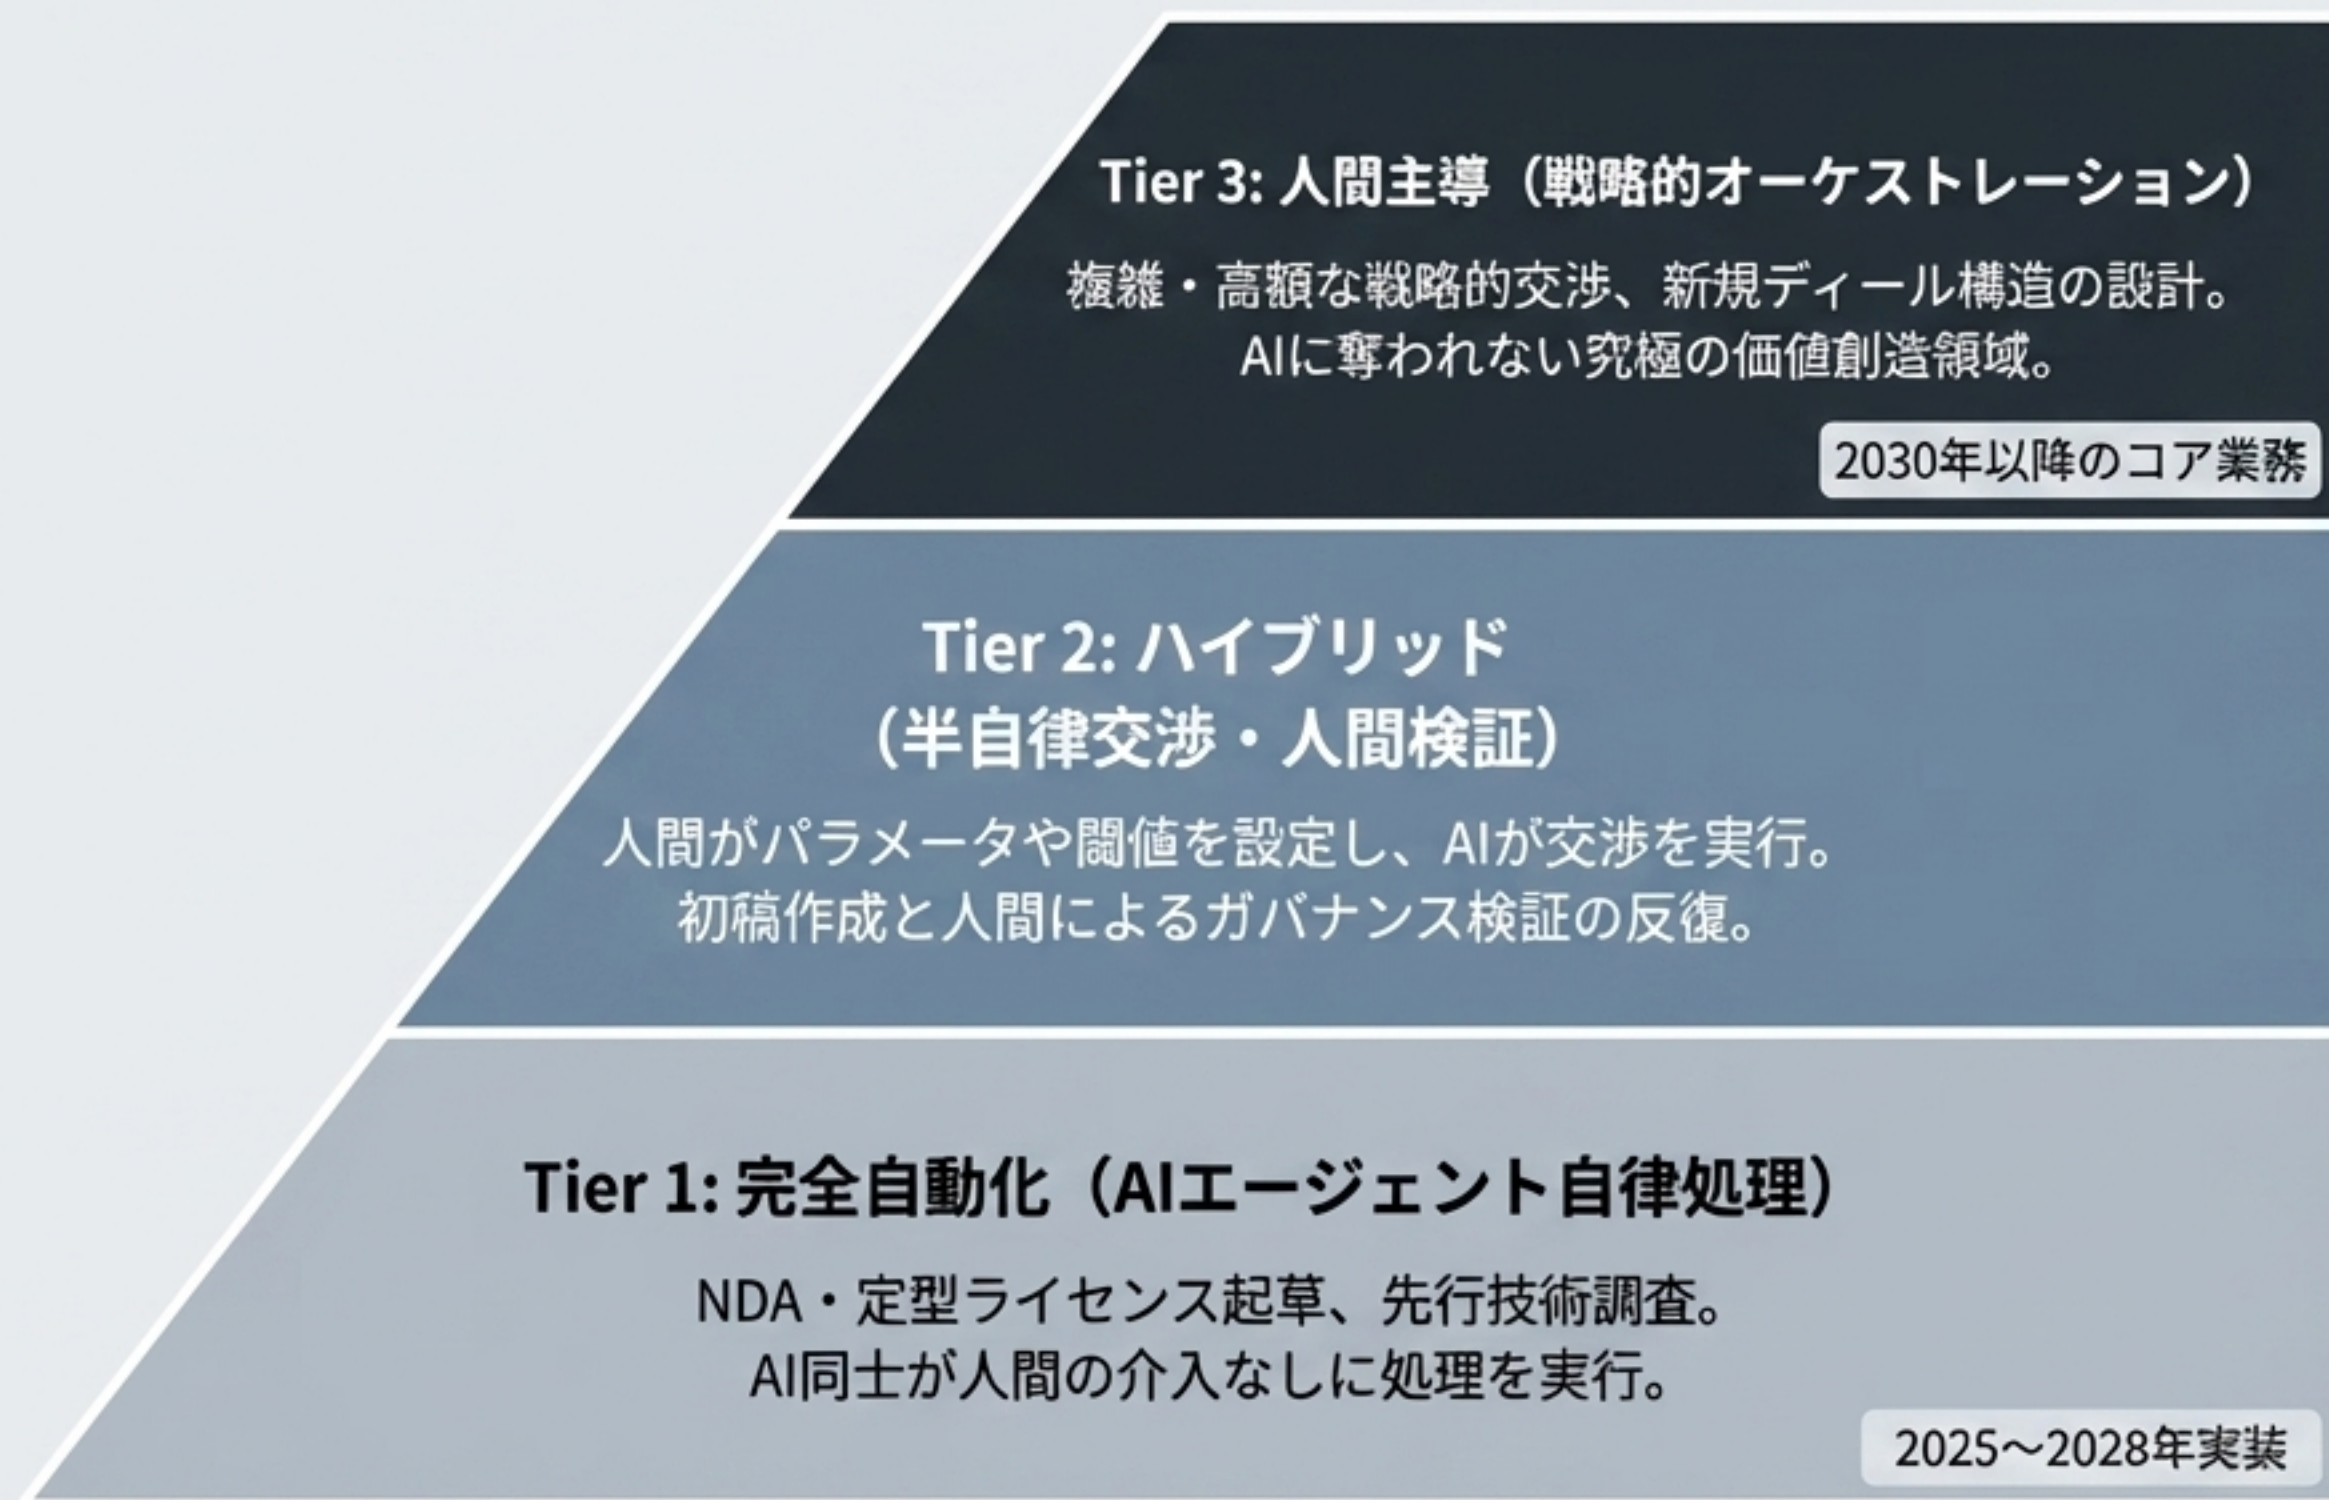 Tier 3: 人間主導（戦略的オーケストレーション）
複雑・高額な戦略的交渉、新規ディール構造の設計。
AIに奪われない究極の価値創造領域。
2030年以降のコア業務
Tier 2: ハイブリッド
（半自律交渉・人間検証）
人間がパラメータや閾値を設定し、AIが交渉を実行。
初稿作成と人間によるガバナンス検証の反復。
Tier 1: 完全自動化（AIエージェント自律処理）
NDA・定型ライセンス起草、先行技術調査。
AI同士が人間の介入なしに処理を実行。
2025～2028年実装